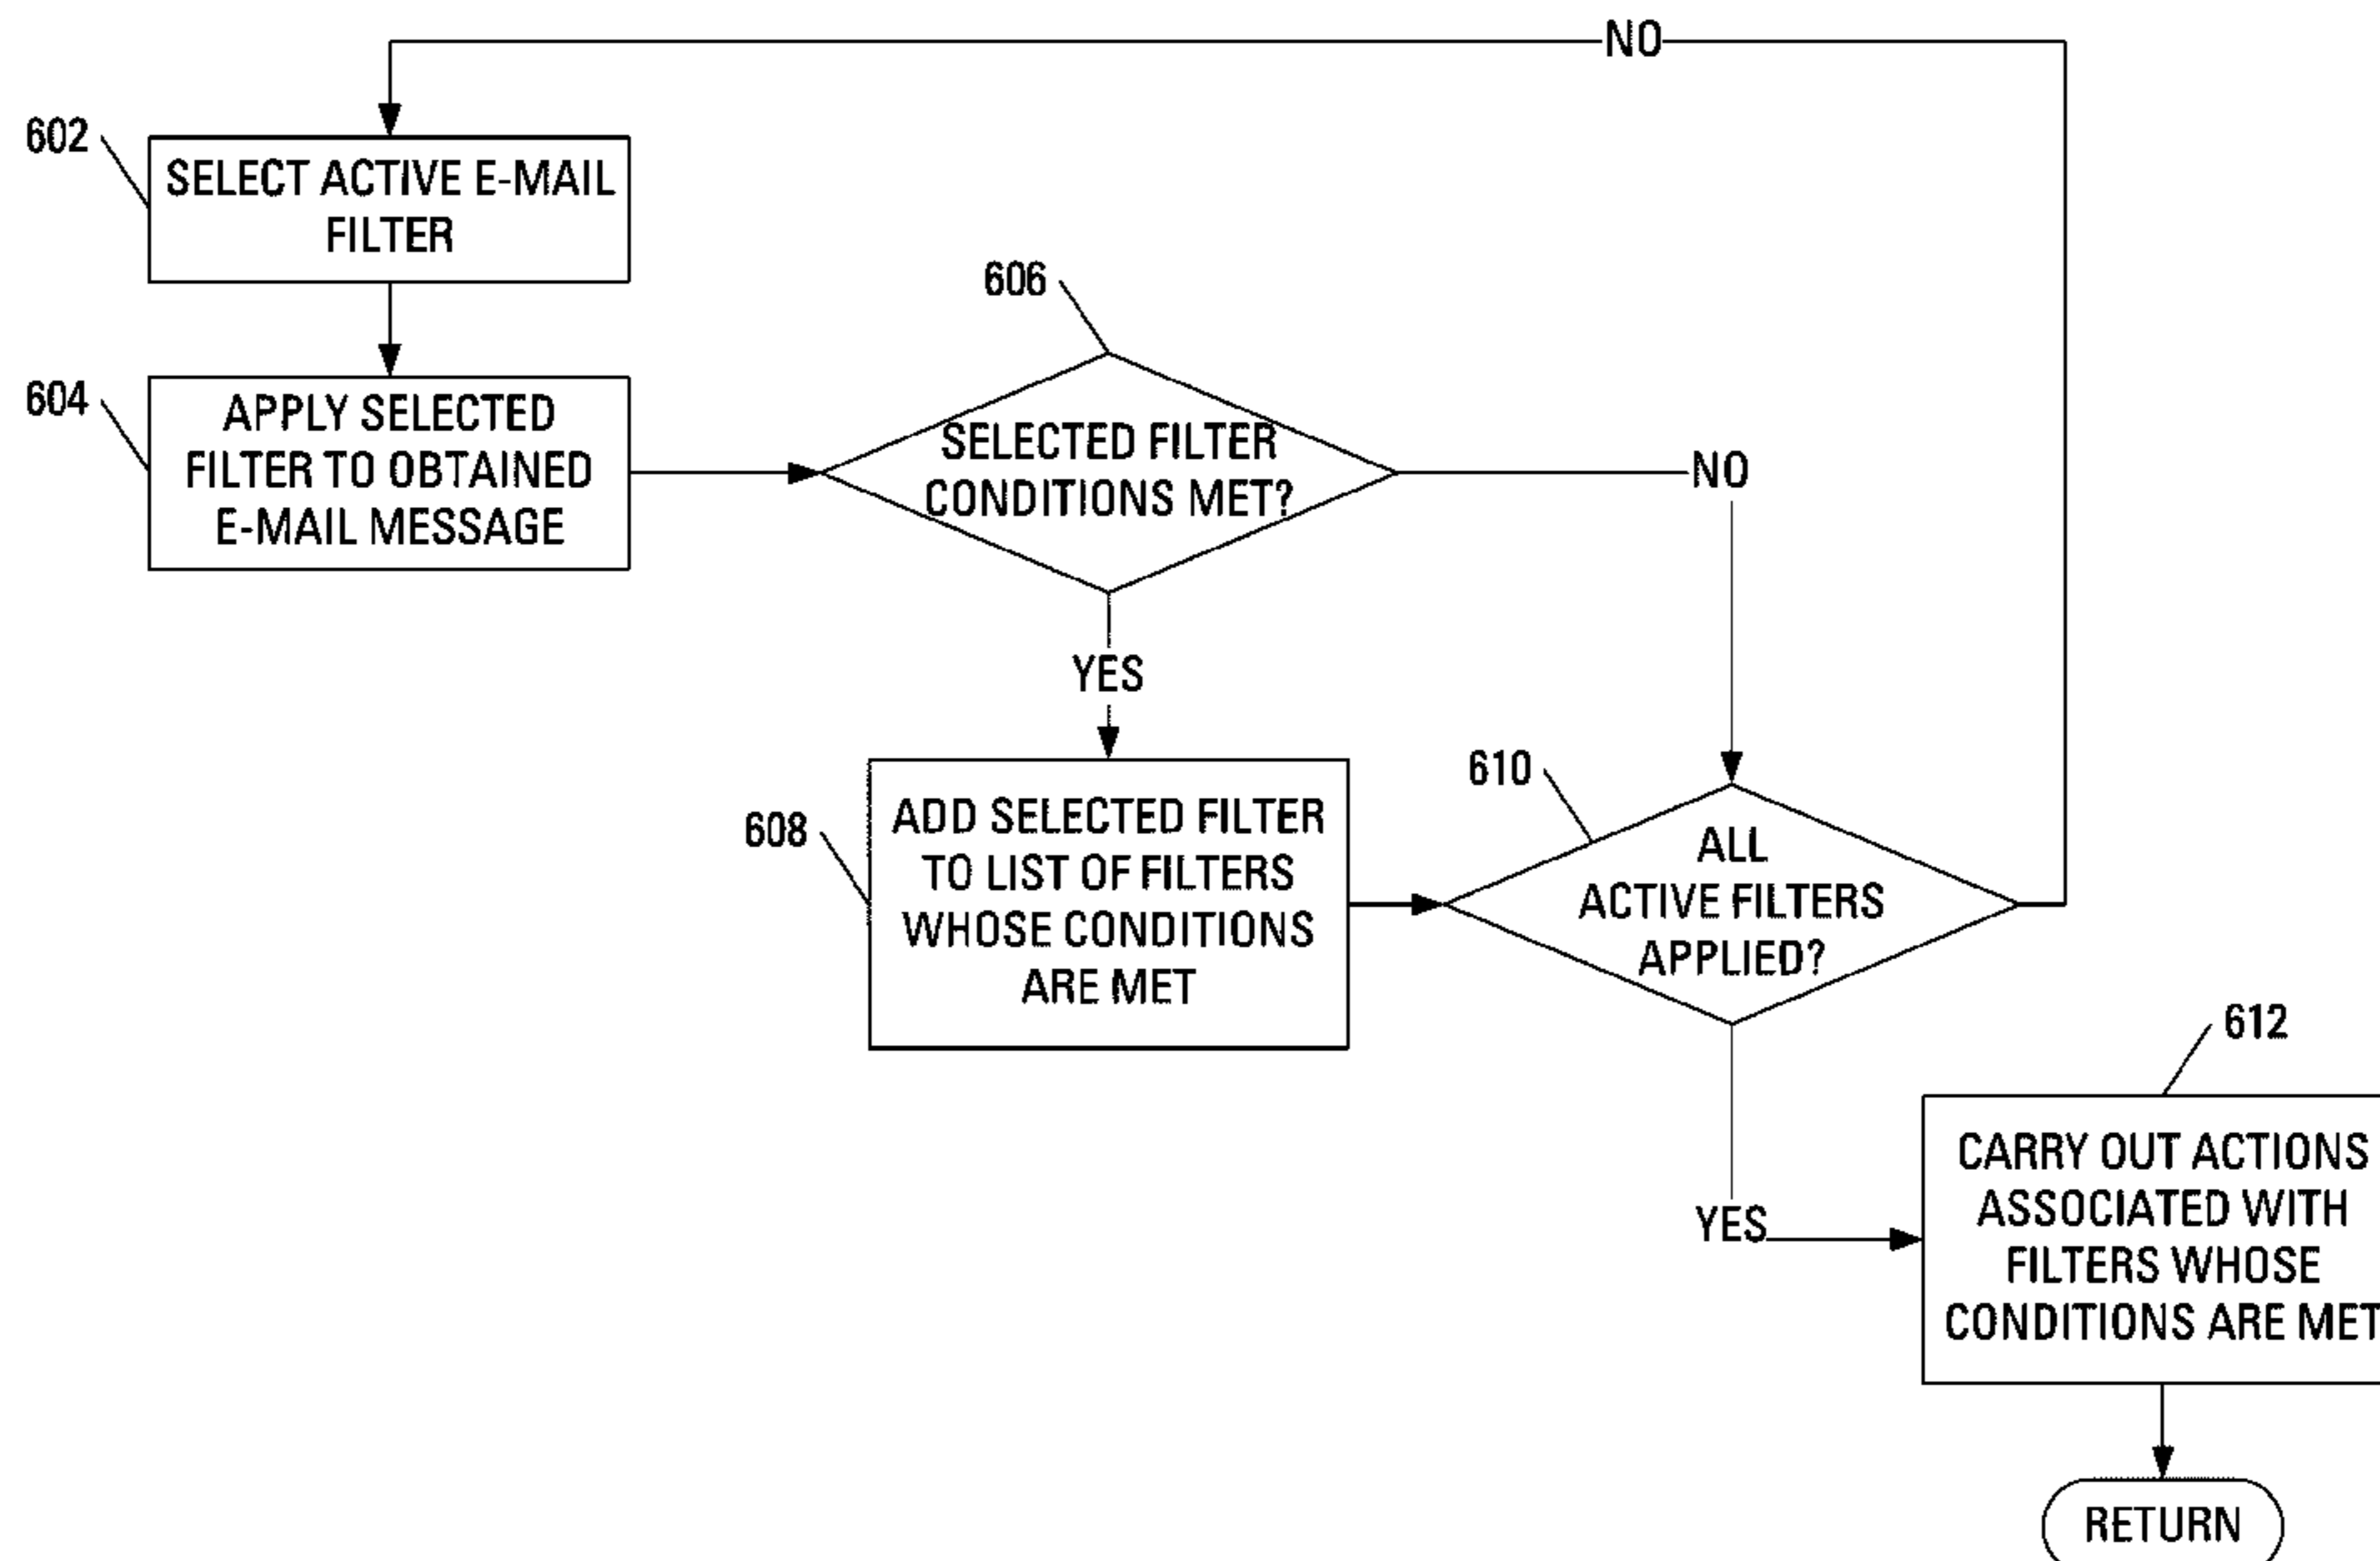 NO
602
SELECT ACTIVE E-MAIL
FILTER
604
APPLY SELECTED
FILTER TO OBTAINED
E-MAIL MESSAGE
606
SELECTED FILTER
CONDITIONS MET?
NO
YES
608
ADD SELECTED FILTER
TO LIST OF FILTERS
WHOSE CONDITIONS
ARE MET
610
ALL
ACTIVE FILTERS
APPLIED?
YES
612
CARRY OUT ACTIONS
ASSOCIATED WITH
FILTERS WHOSE
CONDITIONS ARE MET
RETURN